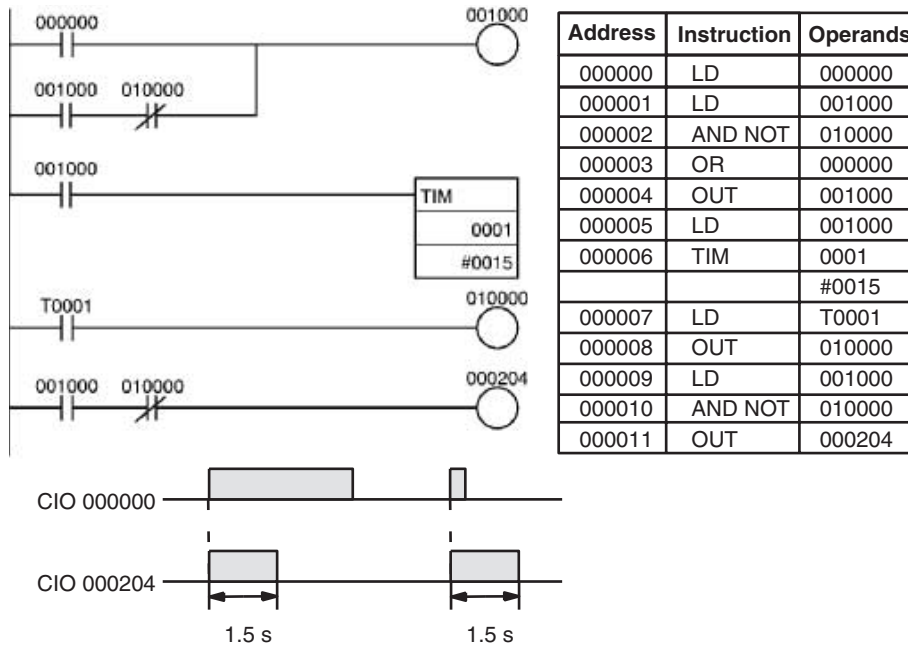 000000
001000
001000 010000
001000
TIM
0001
#0015
T0001
010000
001000 010000
000204
Address Instruction Operands
000000 LD 000000
000001 LD 001000
000002 AND NOT 010000
000003 OR 000000
000004 OUT 001000
000005 LD 001000
000006 TIM 0001
#0015
000007 LD T0001
000008 OUT 010000
000009 LD 001000
000010 AND NOT 010000
000011 OUT 000204
CIO 000000
CIO 000204
1.5 s 1.5 s